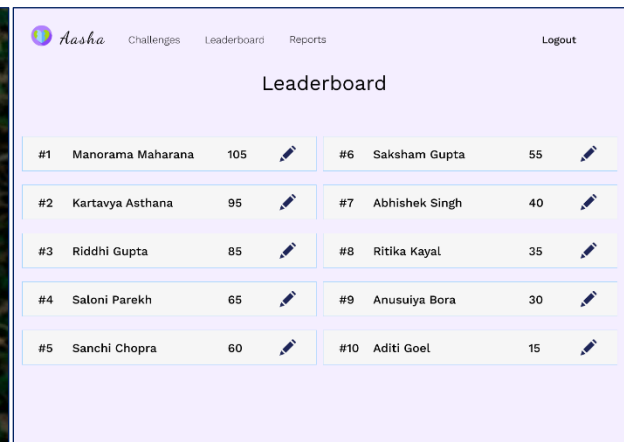 Aasha Challenges Leaderboard Reports Logout
Leaderboard
#1 Manorama Maharana 105
#2 Kartavya Asthana 95
#3 Riddhi Gupta 85
#4 Saloni Parekh 65
#5 Sanchi Chopra 60
#6 Saksham Gupta 55
#7 Abhishek Singh 40
#8 Ritika Kayal 35
#9 Anusuiya Bora 30
#10 Aditi Goel 15